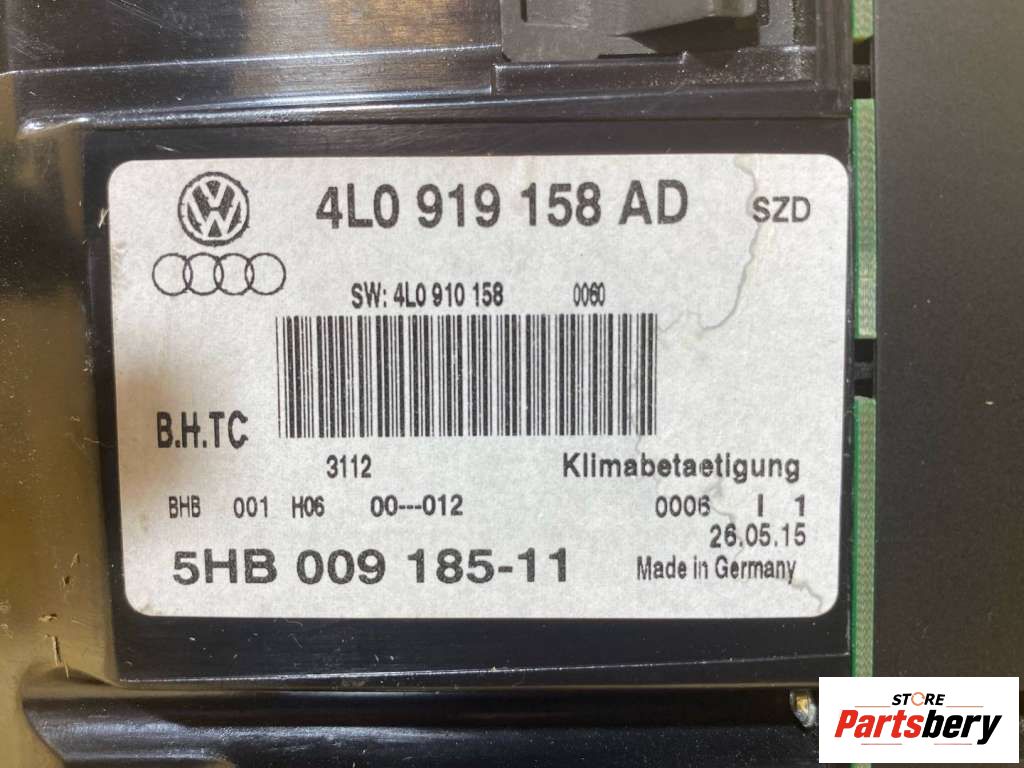 VW
4L0 919 158 AD SZD
SW: 4L0 910 158 0060
B.H.TC
3112 Klimabetaetigung
BHB 001 H06 00---012 0006 I 1
26.05.15
5HB 009 185-11 Made in Germany
STORE
Partsbery